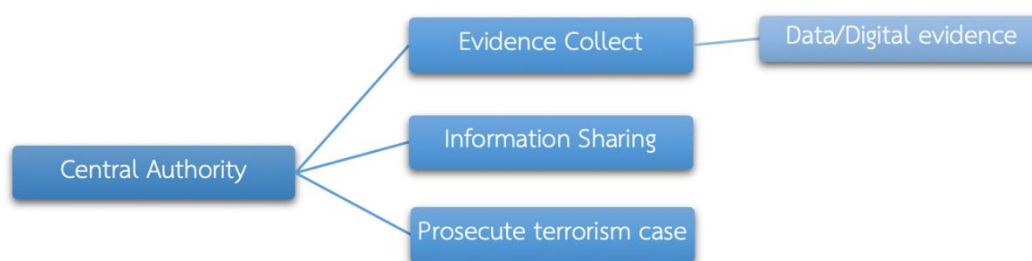 Evidence Collect
Data/Digital evidence
Information Sharing
Central Authority
Prosecute terrorism case